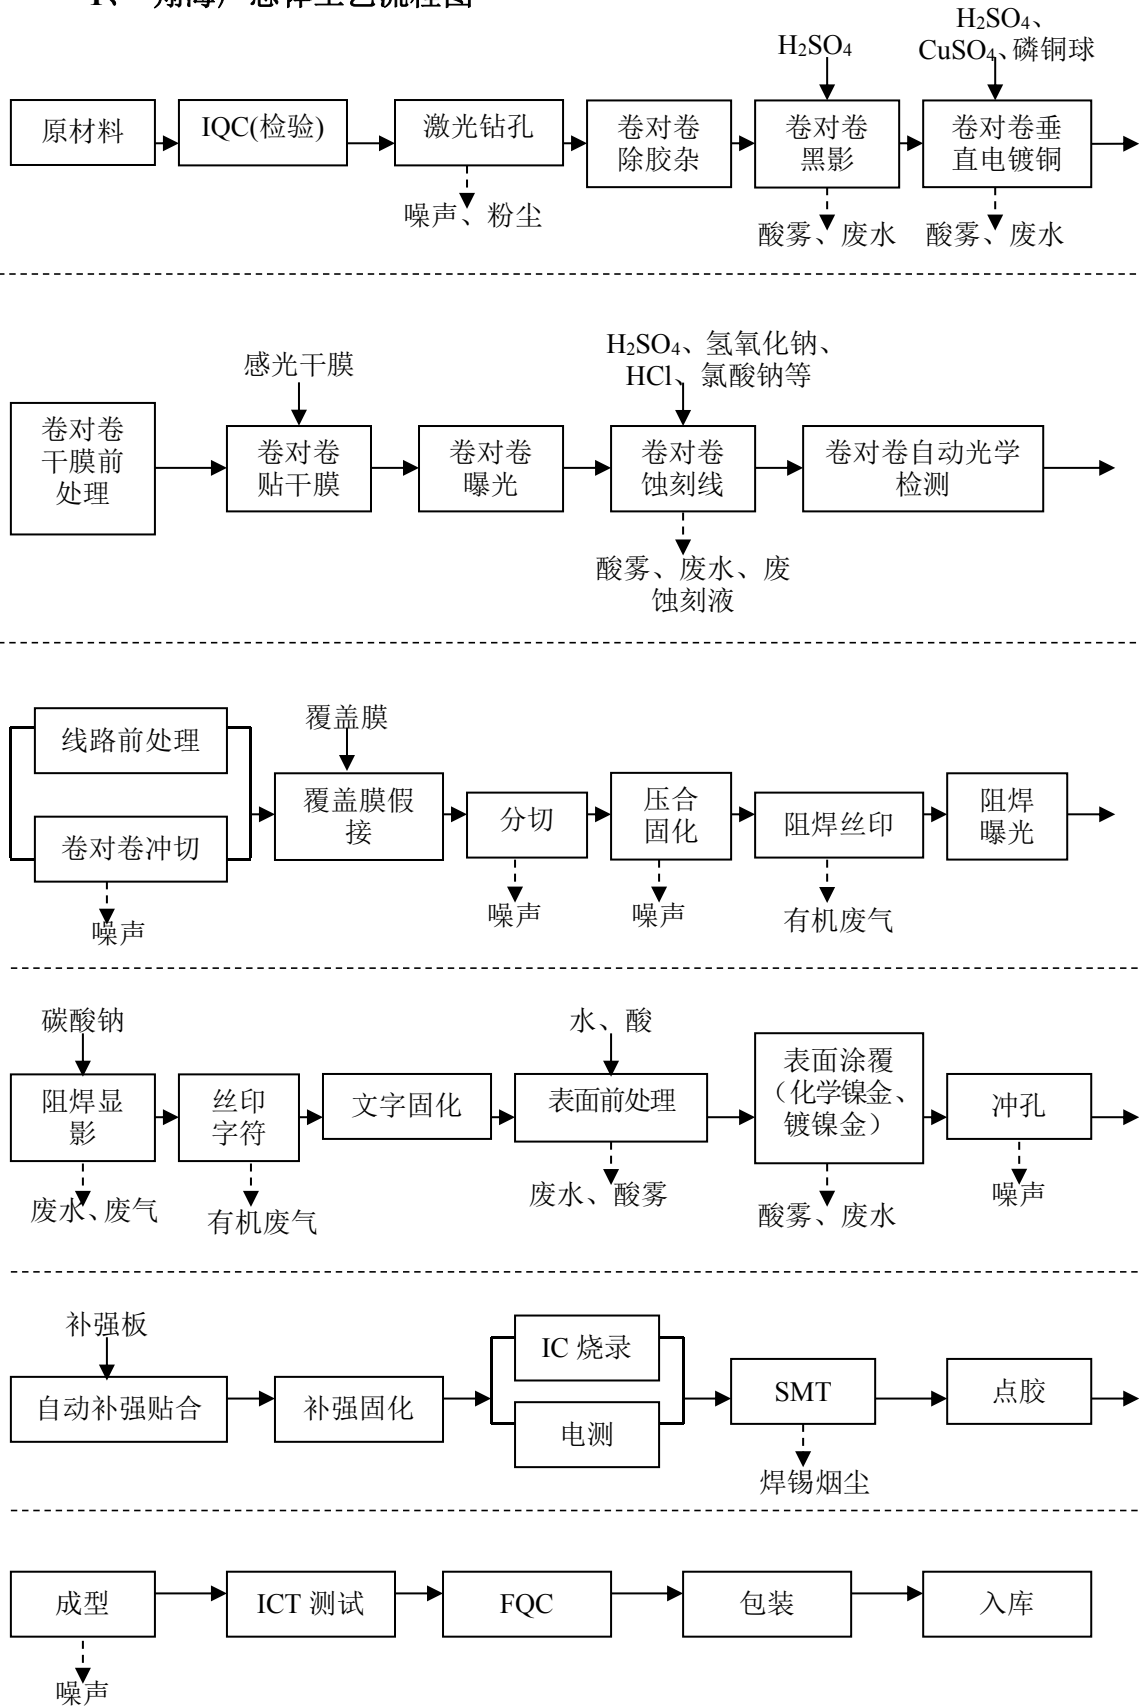 H₂SO₄、
H₂SO₄
CuSO₄、磷铜球
原材料
IQC(检验)
激光钻孔
卷对卷
除胶杂
卷对卷
黑影
卷对卷垂
直电镀铜
噪声、粉尘
酸雾、废水
酸雾、废水
感光干膜
H₂SO₄、氢氧化钠、
HCl、氯酸钠等
卷对卷
干膜前
处理
卷对卷
贴干膜
卷对卷
曝光
卷对卷
蚀刻线
卷对卷自动光学
检测
酸雾、废水、废
蚀刻液
线路前处理
卷对卷冲切
噪声
覆盖膜
覆盖膜假
接
分切
噪声
压合
固化
噪声
阻焊丝印
有机废气
阻焊
曝光
碳酸钠
阻焊显
影
废水、废气
丝印
字符
有机废气
文字固化
水、酸
表面前处理
废水、酸雾
表面涂覆
（化学镍金、
镀镍金）
酸雾、废水
冲孔
噪声
补强板
自动补强贴合
补强固化
IC 烧录
电测
SMT
焊锡烟尘
点胶
成型
噪声
ICT 测试
FQC
包装
入库